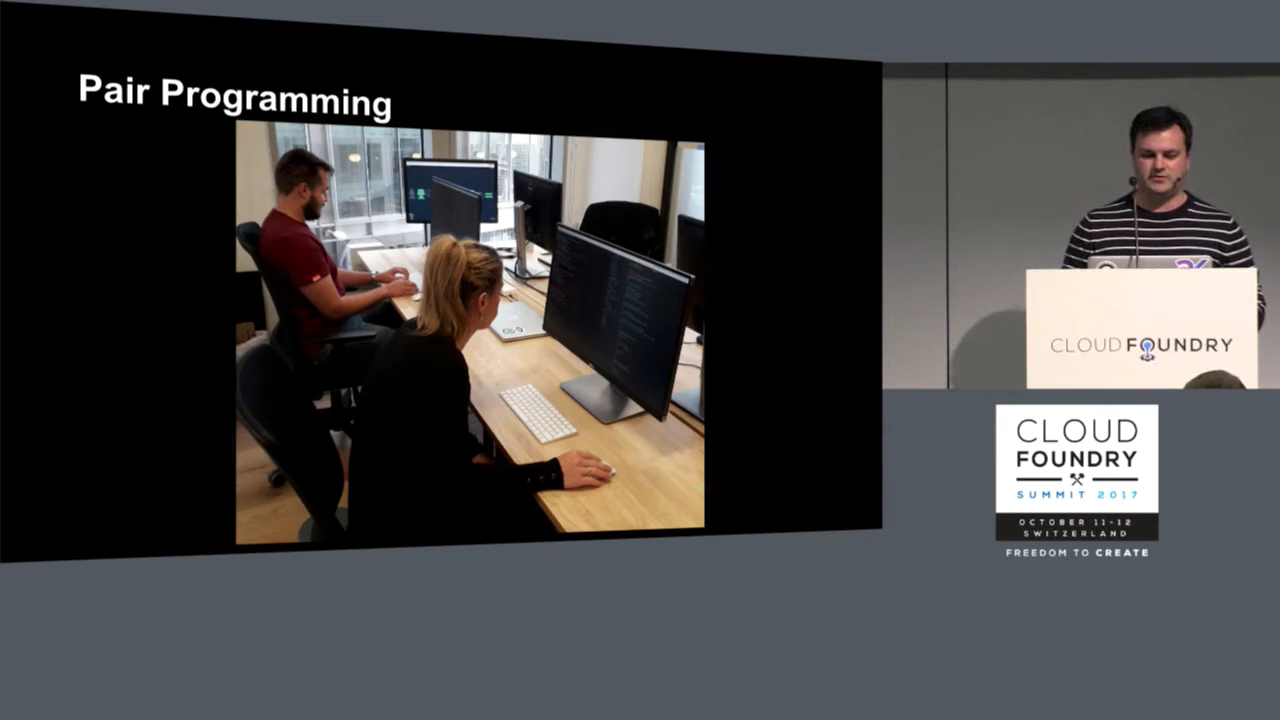 Pair Programming
CLOUD FOUNDRY
CLOUD
FOUNDRY
SUMMIT 2017
OCTOBER 11-12
SWITZERLAND
FREEDOM TO CREATE